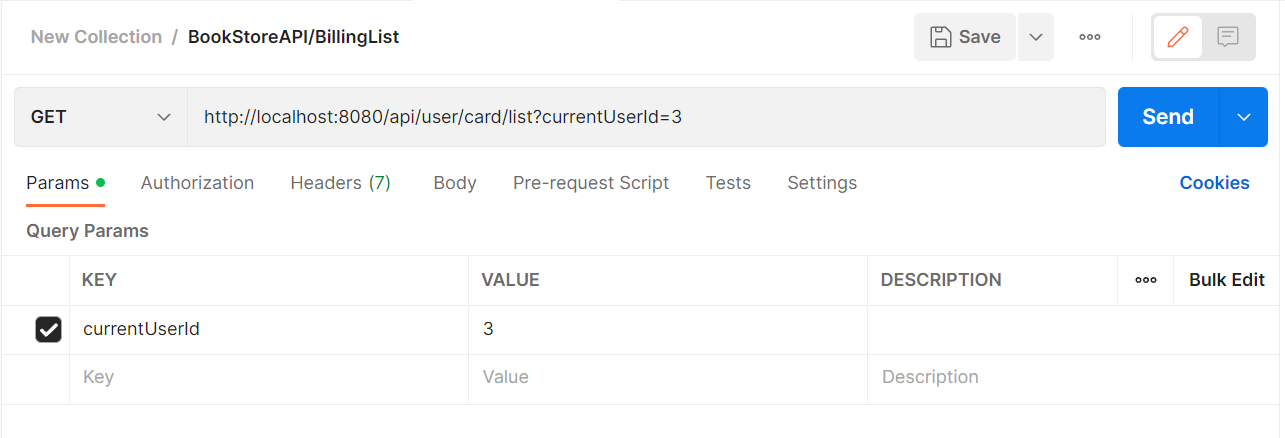 New Collection / BookStoreAPI/BillingList Save
GET http://localhost:8080/api/user/card/list?currentUserId=3 Send
Params Authorization Headers (7) Body Pre-request Script Tests Settings Cookies
Query Params
KEY VALUE DESCRIPTION Bulk Edit
currentUserId 3
Key Value Description